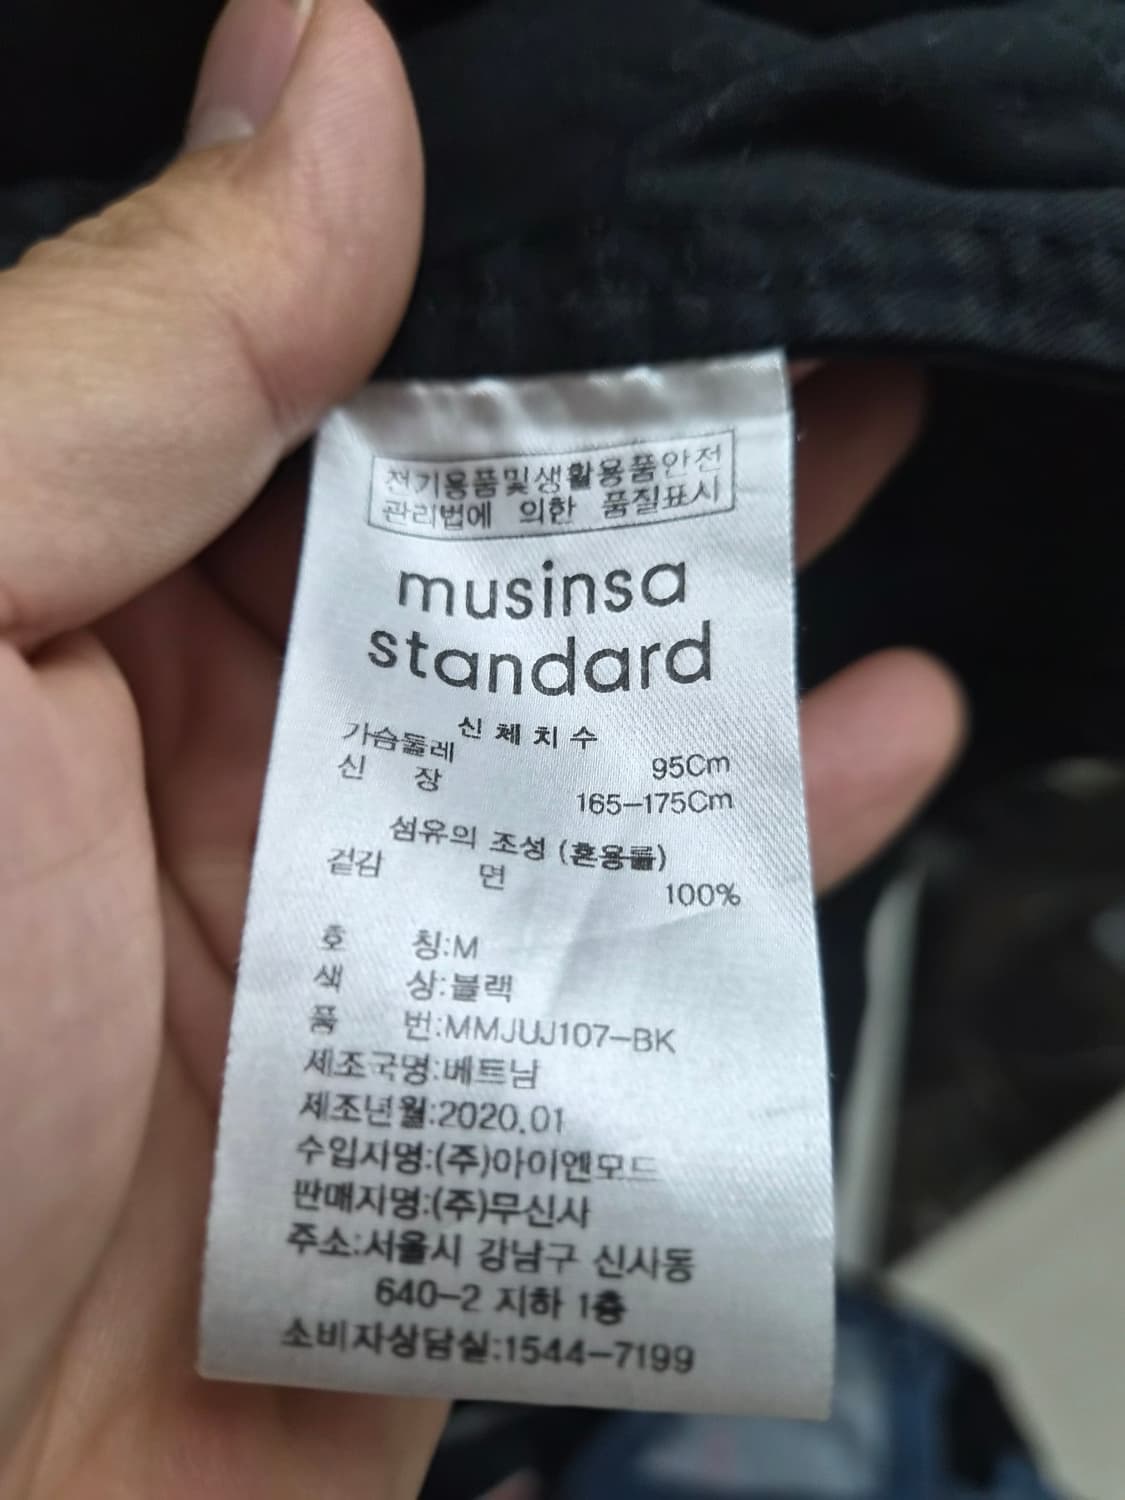 전기용품및생활용품안전
관리법에 의한 품질표시
musinsa
standard
신체치수
가슴둘레 95Cm
신 장 165-175Cm
섬유의 조성 (혼용률)
겉감 면 100%
호 칭:M
색 상:블랙
품 번:MMJUJ107-BK
제조국명:베트남
제조년월:2020.01
수입자명:(주)아이엔모드
판매자명:(주)무신사
주소:서울시 강남구 신사동
640-2 지하 1층
소비자상담실:1544-7199